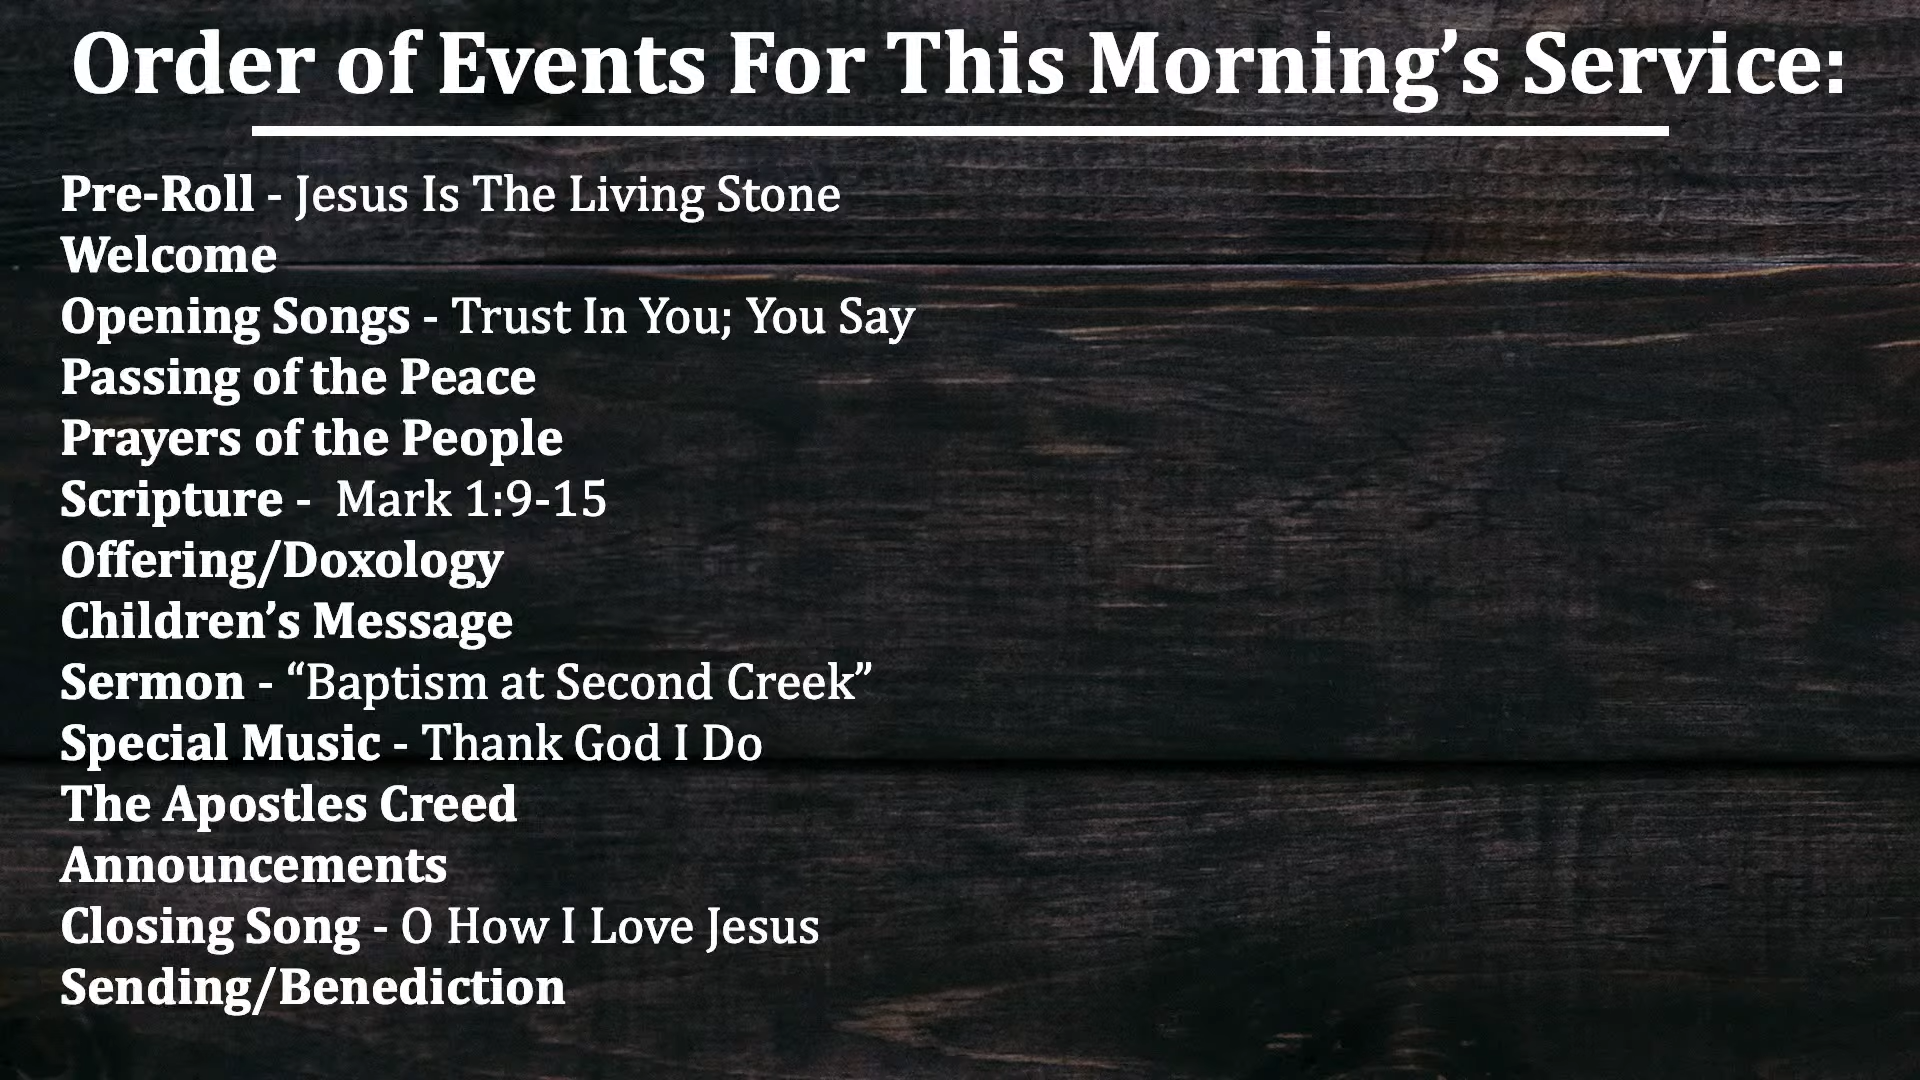 Order of Events For This Morning’s Service:
Pre-Roll - Jesus Is The Living Stone
Welcome
Opening Songs - Trust In You; You Say
Passing of the Peace
Prayers of the People
Scripture -  Mark 1:9-15
Offering/Doxology
Children’s Message
Sermon - “Baptism at Second Creek”
Special Music - Thank God I Do
The Apostles Creed
Announcements
Closing Song - O How I Love Jesus
Sending/Benediction